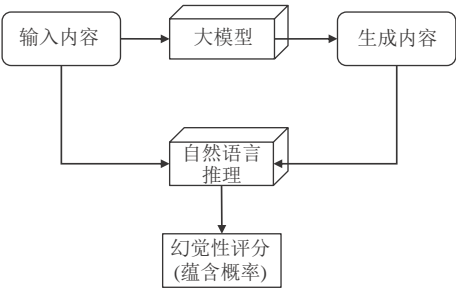 输入内容
大模型
生成内容
自然语言
推理
幻觉性评分
(蕴含概率)